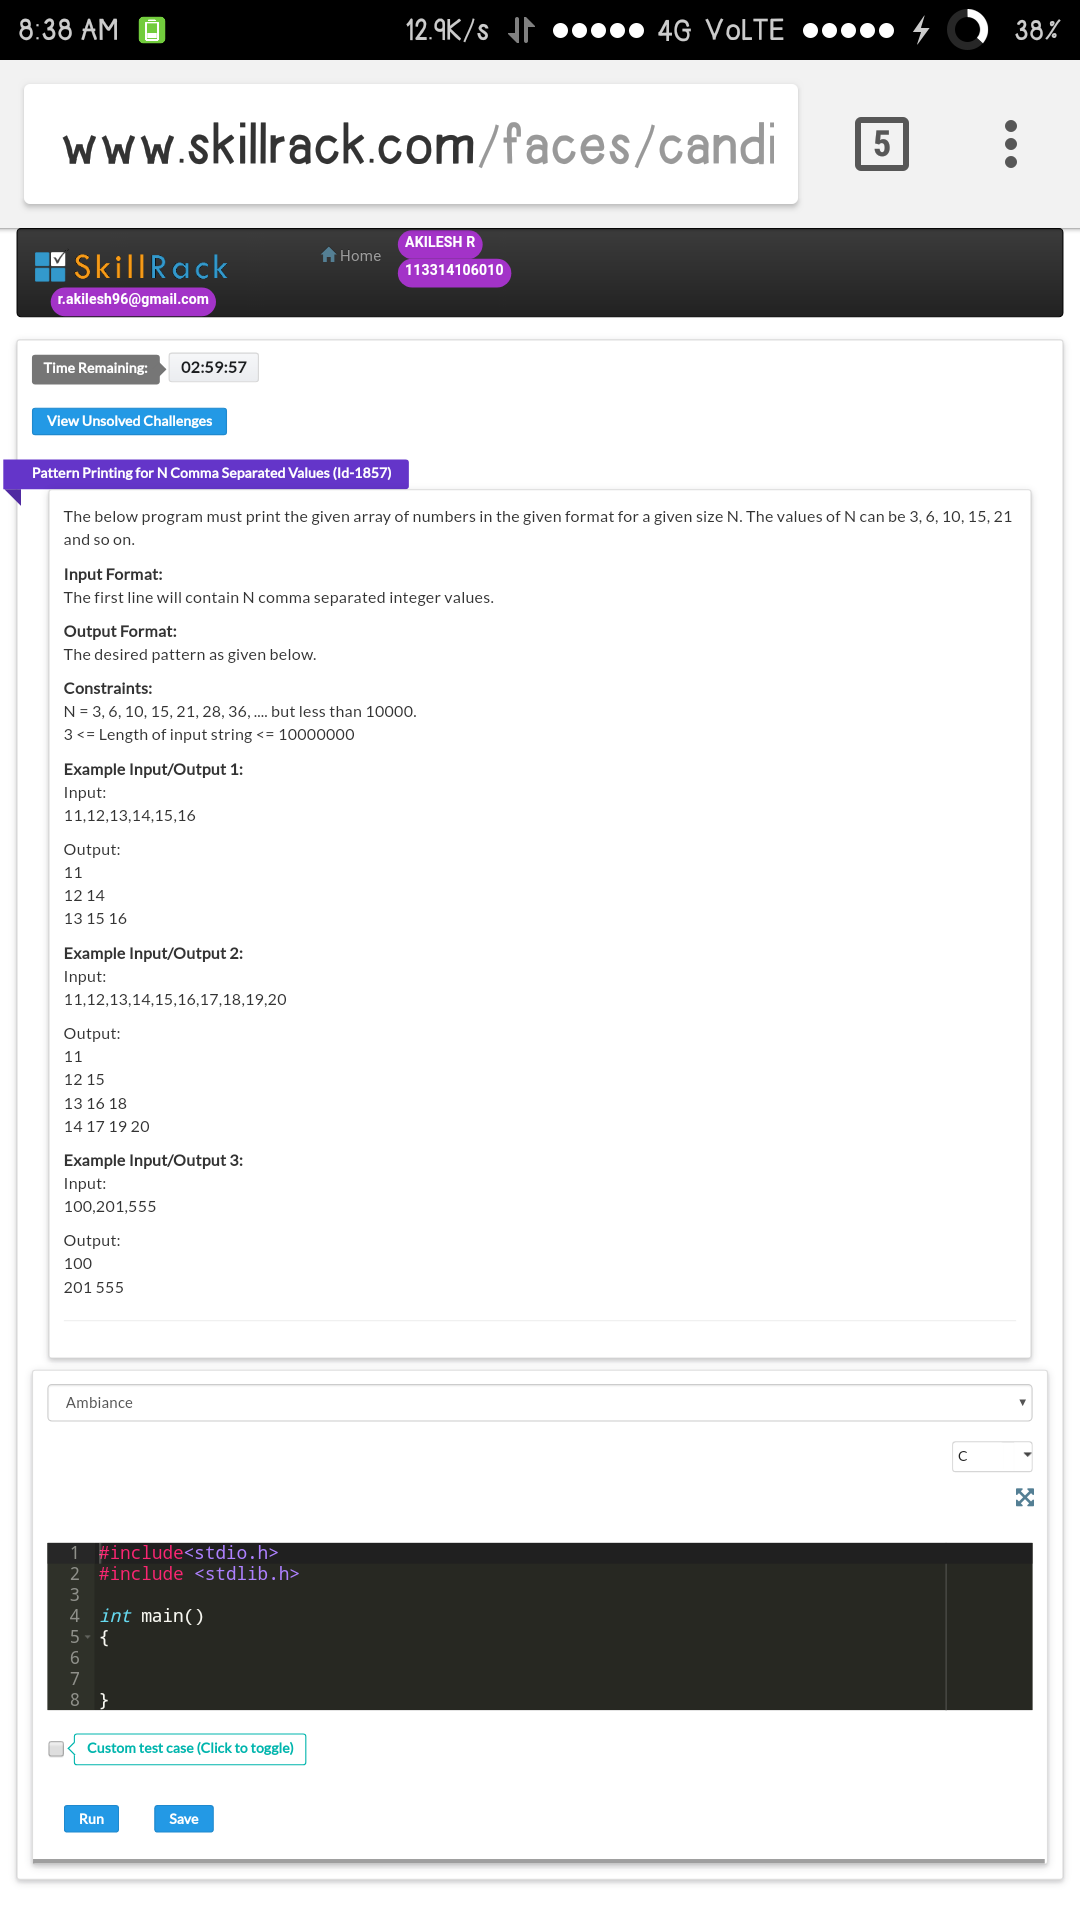 8:38 AM 12.9K/s 4G VoLTE 38%
www.skillrack.com/faces/candi 5
SkillRack Home AKILESH R
113314106010
r.akilesh96@gmail.com
Time Remaining: 02:59:57
View Unsolved Challenges
Pattern Printing for N Comma Separated Values (Id-1857)
The below program must print the given array of numbers in the given format for a given size N. The values of N can be 3, 6, 10, 15, 21
and so on.
Input Format:
The first line will contain N comma separated integer values.
Output Format:
The desired pattern as given below.
Constraints:
N = 3, 6, 10, 15, 21, 28, 36, .... but less than 10000.
3 <= Length of input string <= 10000000
Example Input/Output 1:
Input:
11,12,13,14,15,16
Output:
11
12 14
13 15 16
Example Input/Output 2:
Input:
11,12,13,14,15,16,17,18,19,20
Output:
11
12 15
13 16 18
14 17 19 20
Example Input/Output 3:
Input:
100,201,555
Output:
100
201 555
Ambiance
C
1 #include<stdio.h>
2 #include <stdlib.h>
3
4 int main()
5 {
6
7
8 }
Custom test case (Click to toggle)
Run Save